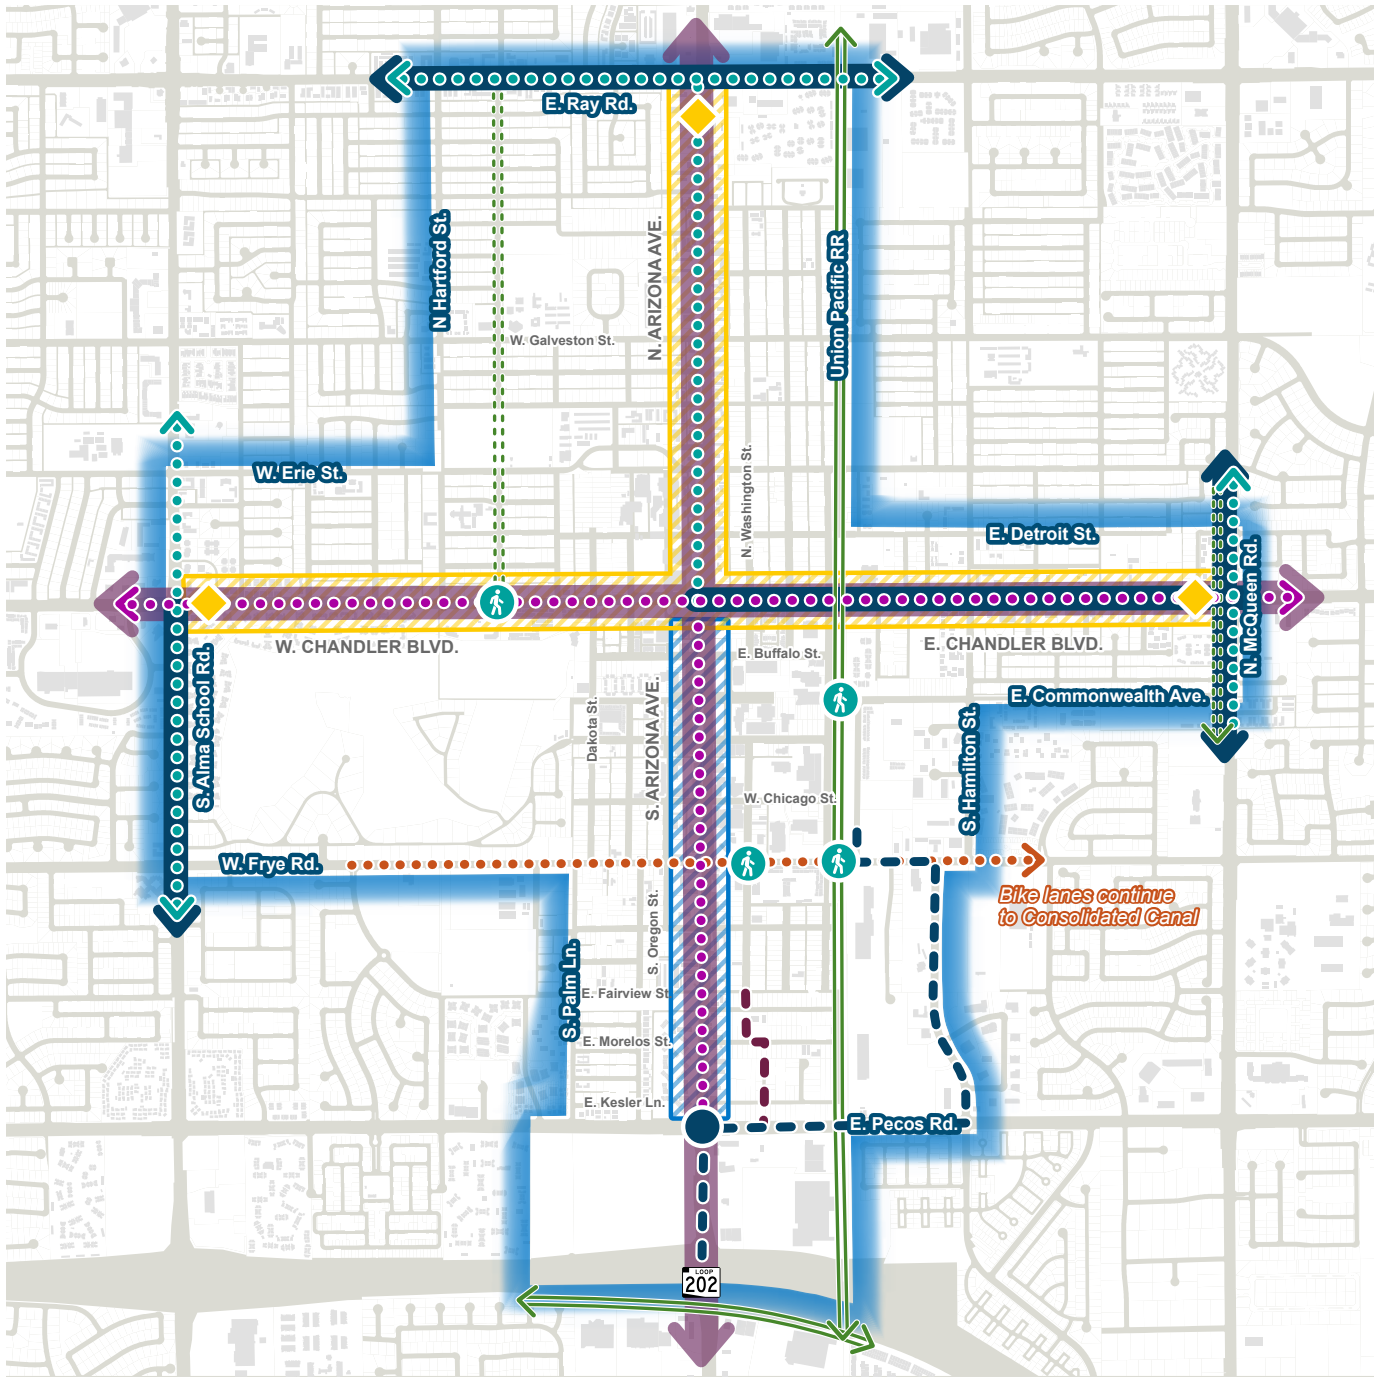 E. Ray Rd.
N Hartford St.
N. ARIZONA AVE.
Union Pacific RR
W. Galveston St.
W. Erie St.
N. Washington St.
E. Detroit St.
N. McQueen Rd.
W. CHANDLER BLVD.
E. CHANDLER BLVD.
E. Buffalo St.
S. Alma School Rd.
Dakota St.
S. ARIZONA AVE.
E. Commonwealth Ave.
S. Hamilton St.
W. Chicago St.
W. Frye Rd.
Bike lanes continue
to Consolidated Canal
S. Oregon St.
S. Palm Ln.
E. Fairview St
E. Morelos St.
E. Kesler Ln.
E. Pecos Rd.
LOOP
202